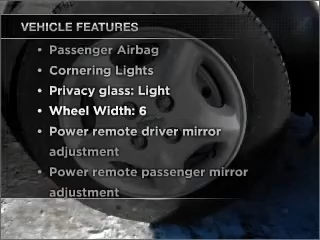 VEHICLE FEATURES
• Passenger Airbag
• Cornering Lights
• Privacy glass: Light
• Wheel Width: 6
• Power remote driver mirror
adjustment
• Power remote passenger mirror
adjustment